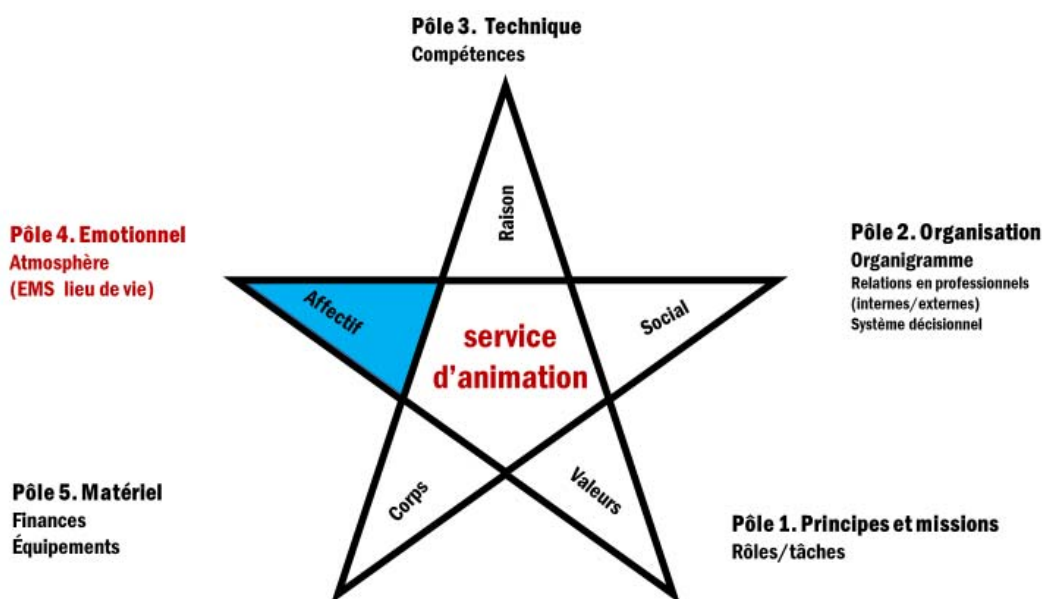 Pôle 3. Technique
Compétences
Raison
Pôle 4. Emotionnel
Atmosphère
(EMS lieu de vie)
Affectif
Pôle 2. Organisation
Organigramme
Relations en professionnels
(internes/externes)
Système décisionnel
Social
service
d'animation
Pôle 5. Matériel
Finances
Équipements
Corps
Valeurs
Pôle 1. Principes et missions
Rôles/tâches